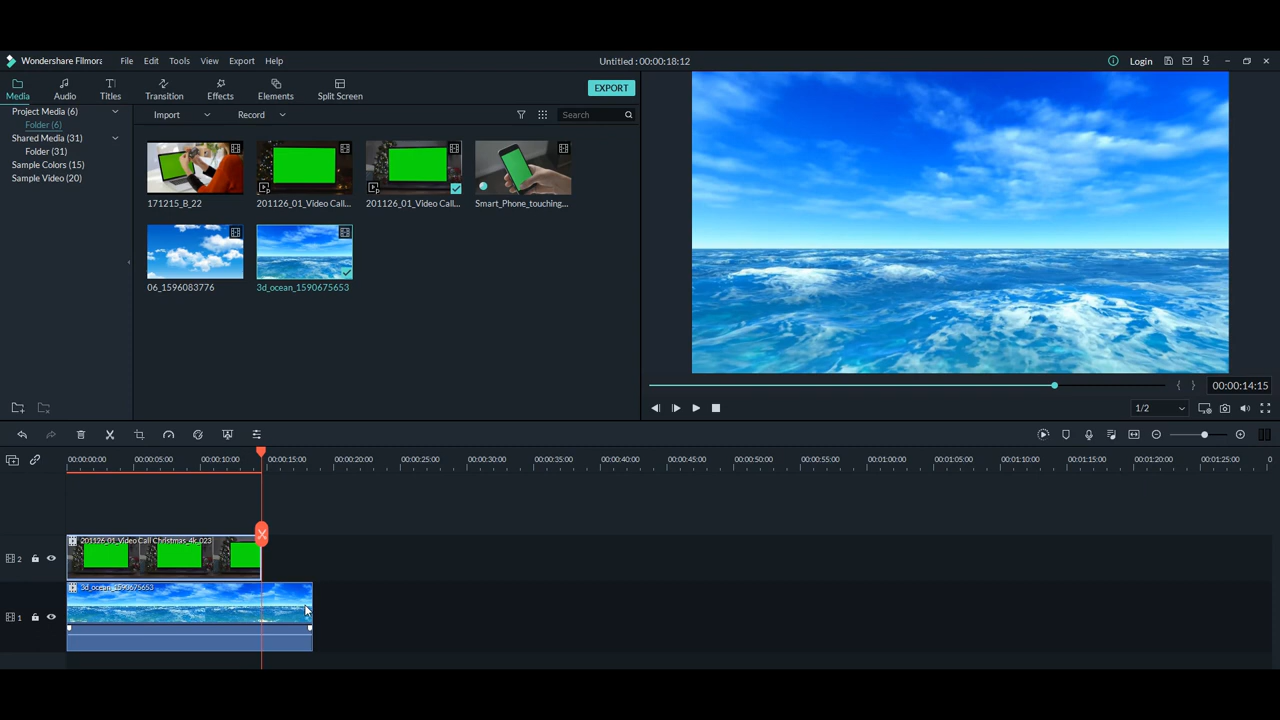 Wondershare Filmora File Edit Tools View Export Help Untitled : 00:00:18:12 Login
Media Audio Titles Transition Effects Elements Split Screen EXPORT
Project Media (6)
Folder (6)
Shared Media (31)
Folder (31)
Sample Colors (15)
Sample Video (20)
Import Record Search
171215_B_22 201126_01_Video Call... 201126_01_Video Call... Smart_Phone_touching...
06_1596083776 3d_ocean_1590675653
00:00:14:15
1/2
00:00:00:00 00:00:05:00 00:00:10:00 00:00:15:00 00:00:20:00 00:00:25:00 00:00:30:00 00:00:35:00 00:00:40:00 00:00:45:00 00:00:50:00 00:00:55:00 00:01:00:00 00:01:05:00 00:01:10:00 00:01:15:00 00:01:20:00 00:01:25:00 0
201126_01_Video Call Christmas_4k_023
2
3d_ocean_1590675653
1